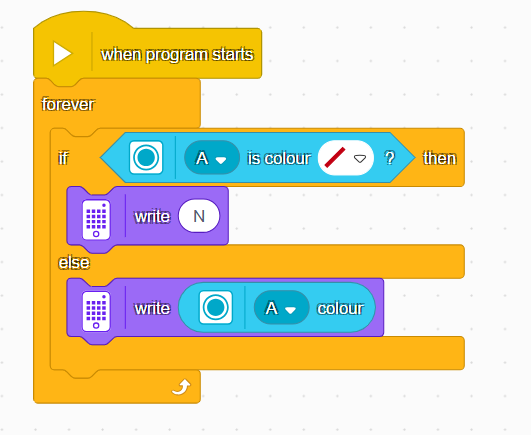 when program starts
forever
if A is colour ? then
write N
else
write A colour